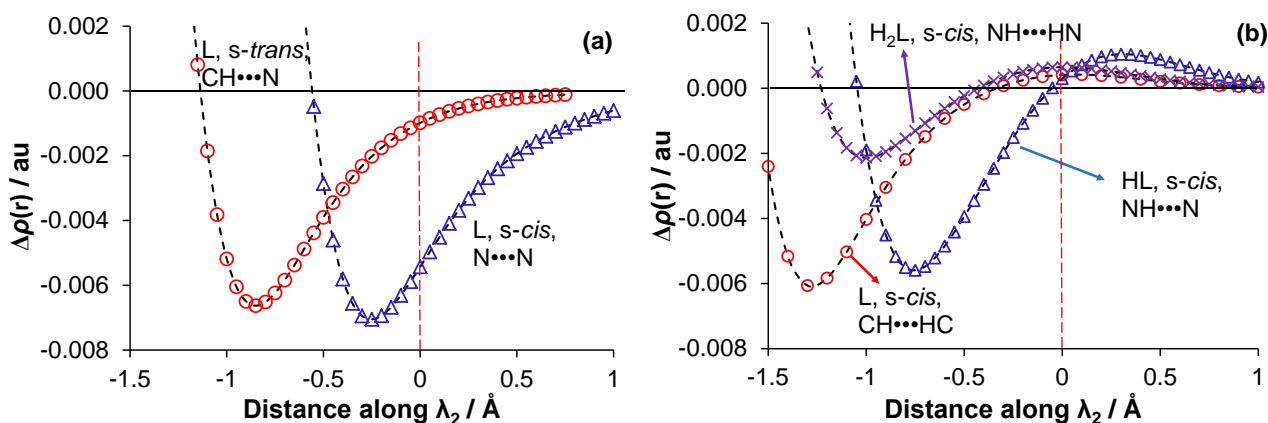 0.002
0.000
-0.002
-0.004
-0.006
-0.008
Δρ(r) / au
L, s-trans,
CH•••N
(a)
L, s-cis,
N•••N
-1.5
-1
-0.5
0
0.5
1
Distance along λ₂ / Å
0.002
0.000
-0.002
-0.004
-0.006
-0.008
Δρ(r) / au
H₂L, s-cis, NH•••HN
(b)
HL, s-cis,
NH•••N
L, s-cis,
CH•••HC
-1.5
-1
-0.5
0
0.5
1
Distance along λ₂ / Å